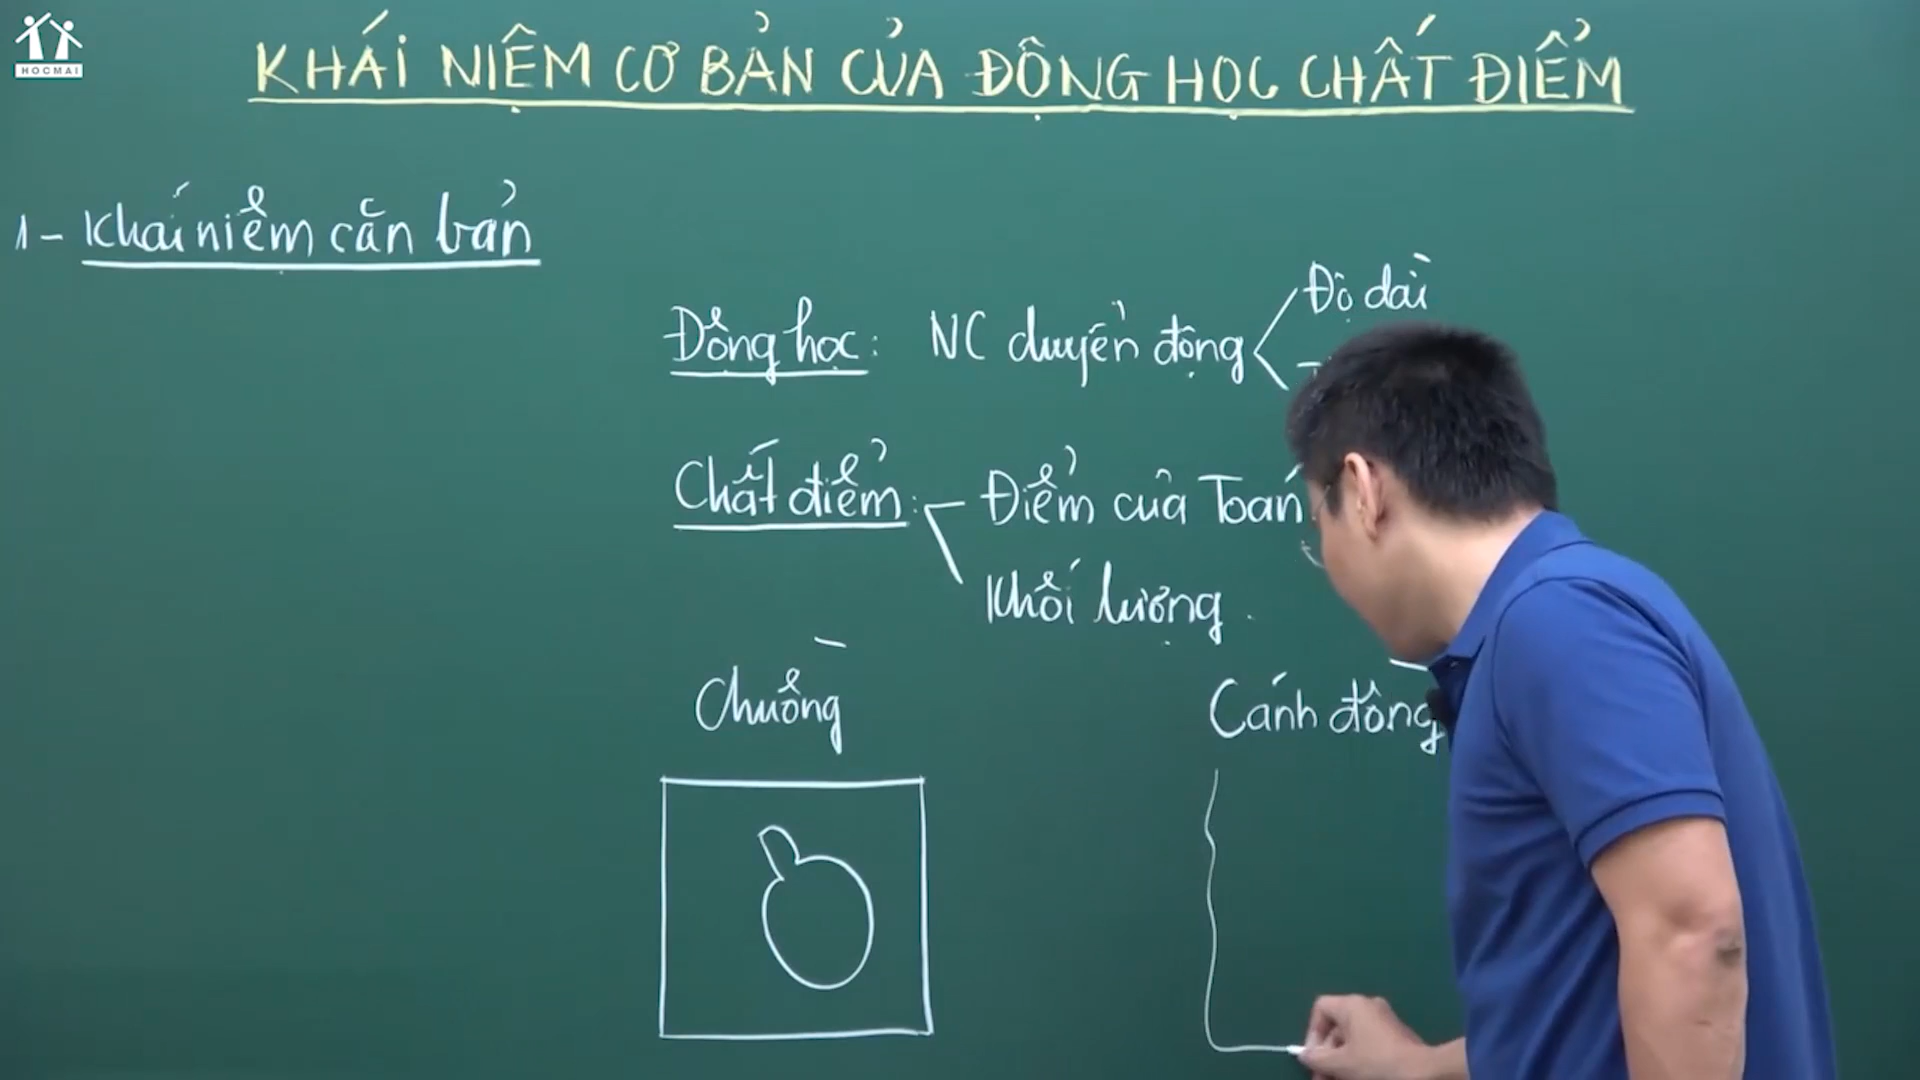 HOCMAI
KHÁI NIỆM CƠ BẢN CỦA ĐỘNG HỌC CHẤT ĐIỂM
1- Khái niệm căn bản
Độ dài
Động học: NC chuyển động
Chất điểm: Điểm của Toán
Khối lượng.
Chuồng
Cánh đồng